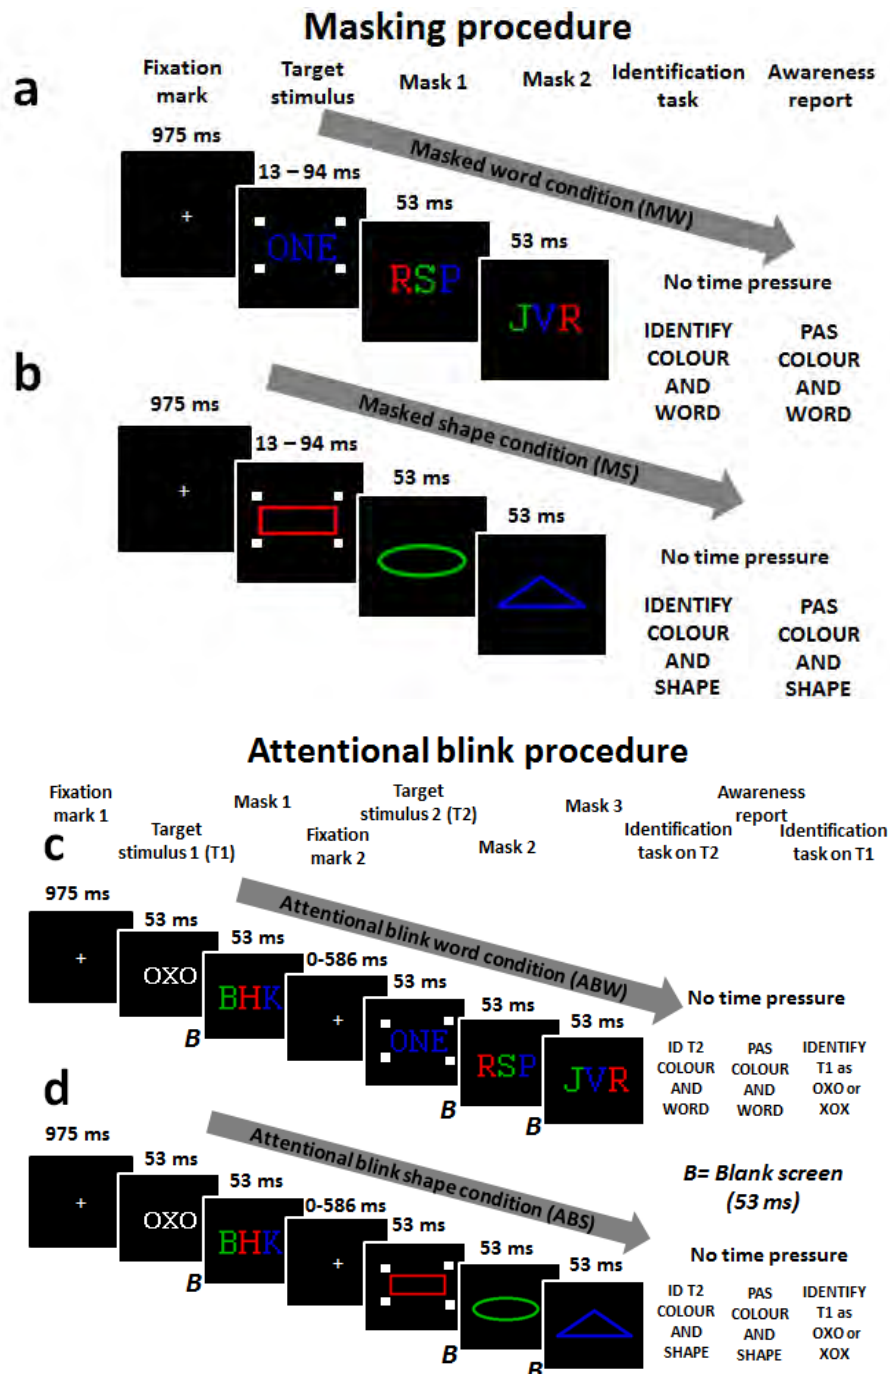 Masking procedure
a
Fixation mark
Target stimulus
Mask 1
Mask 2
Identification task
Awareness report
975 ms
13 – 94 ms
53 ms
53 ms
Masked word condition (MW)
+
ONE
RSP
JVR
No time pressure
IDENTIFY COLOUR AND WORD
PAS COLOUR AND WORD
b
975 ms
13 – 94 ms
53 ms
53 ms
Masked shape condition (MS)
+
No time pressure
IDENTIFY COLOUR AND SHAPE
PAS COLOUR AND SHAPE
Attentional blink procedure
c
Fixation mark 1
Target stimulus 1 (T1)
Mask 1
Fixation mark 2
Target stimulus 2 (T2)
Mask 2
Mask 3
Identification task on T2
Awareness report
Identification task on T1
975 ms
53 ms
53 ms
0-586 ms
53 ms
53 ms
53 ms
Attentional blink word condition (ABW)
+
OXO
BHK
B
+
ONE
RSP
B
JVR
B
No time pressure
ID T2 COLOUR AND WORD
PAS COLOUR AND WORD
IDENTIFY T1 as OXO or XOX
d
975 ms
53 ms
53 ms
0-586 ms
53 ms
53 ms
53 ms
Attentional blink shape condition (ABS)
+
OXO
BHK
B
+
B
B
B= Blank screen
(53 ms)
No time pressure
ID T2 COLOUR AND SHAPE
PAS COLOUR AND SHAPE
IDENTIFY T1 as OXO or XOX